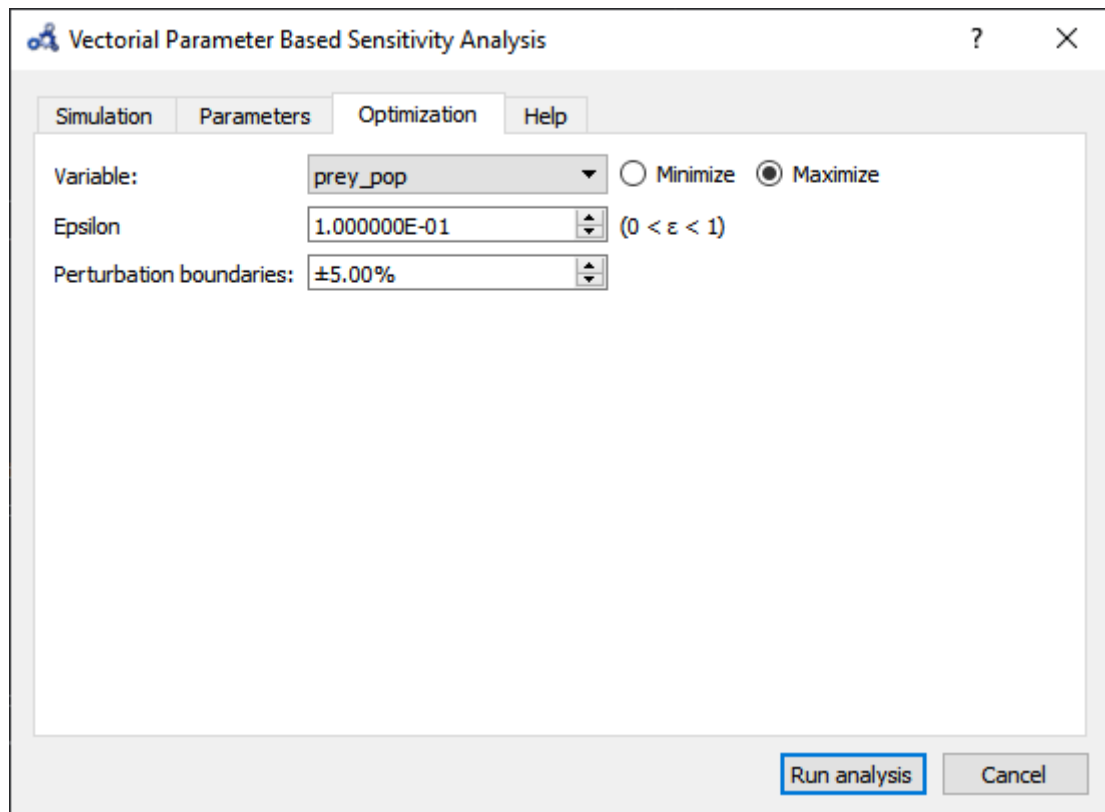 Vectorial Parameter Based Sensitivity Analysis ?
Simulation Parameters Optimization Help
Variable: prey_pop Minimize Maximize
Epsilon 1.000000E-01 (0 < ε < 1)
Perturbation boundaries: ±5.00%
Run analysis Cancel